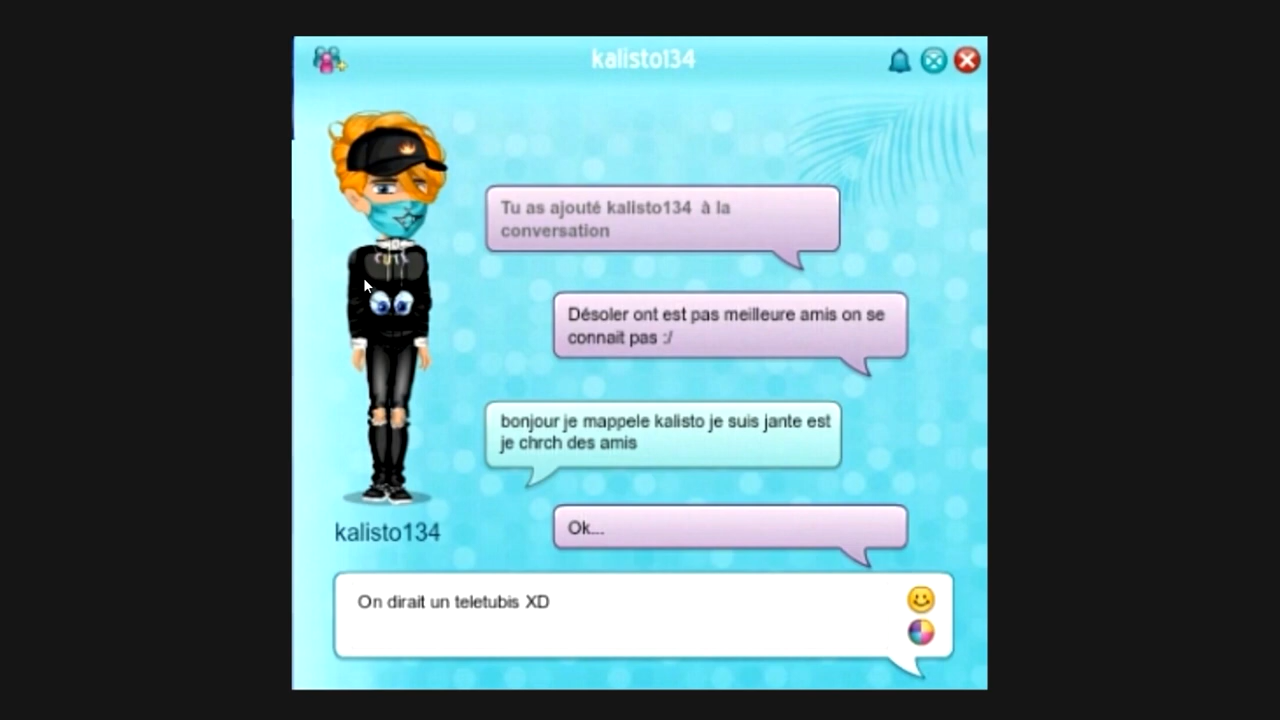 kalisto134
Tu as ajouté kalisto134 à la
conversation
Désoler ont est pas meilleure amis on se
connait pas :/
bonjour je mappele kalisto je suis jante est
je chrch des amis
Ok...
kalisto134
On dirait un teletubis XD